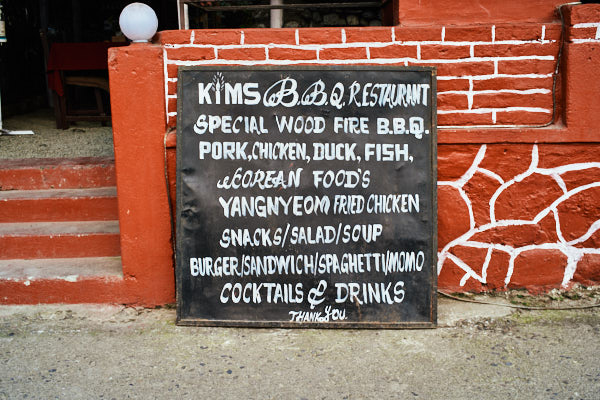 KIMS B.B.Q. RESTAURANT
SPECIAL WOOD FIRE B.B.Q.
PORK, CHICKEN, DUCK, FISH,
KOREAN FOOD'S
YANGNYEOM FRIED CHICKEN
SNACKS/SALAD/SOUP
BURGER/SANDWICH/SPAGHETTI/MOMO
COCKTAILS & DRINKS
THANK YOU.